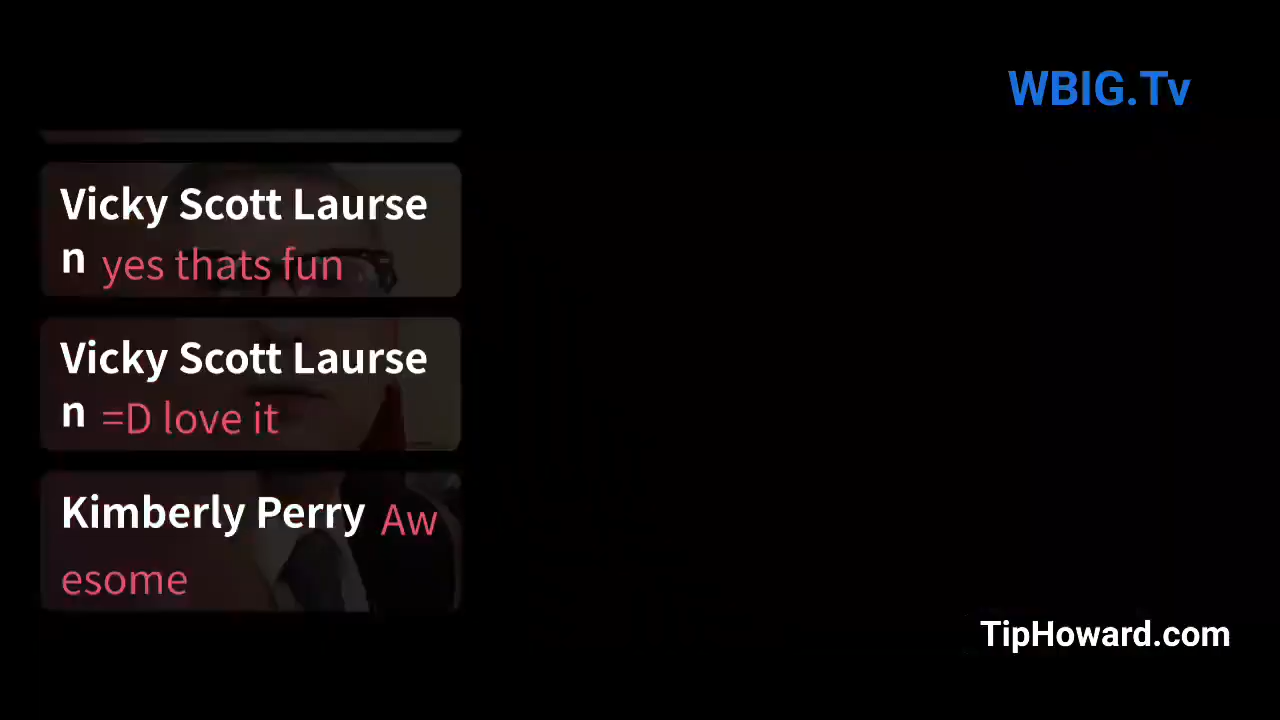 WBIG.Tv
Vicky Scott Laurse
n yes thats fun
Vicky Scott Laurse
n =D love it
Kimberly Perry Aw
esome
TipHoward.com